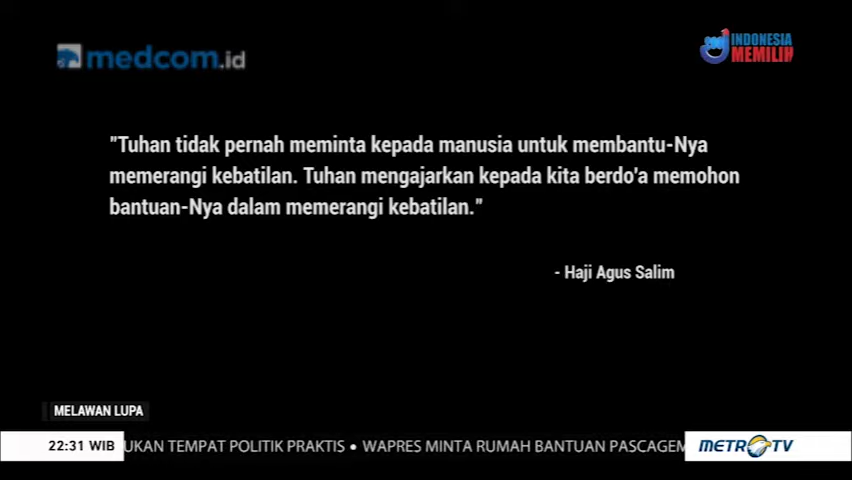 medcom.id
INDONESIA
MEMILIH
"Tuhan tidak pernah meminta kepada manusia untuk membantu-Nya
memerangi kebatilan. Tuhan mengajarkan kepada kita berdo'a memohon
bantuan-Nya dalam memerangi kebatilan."
- Haji Agus Salim
MELAWAN LUPA
22:31 WIB UKAN TEMPAT POLITIK PRAKTIS • WAPRES MINTA RUMAH BANTUAN PASCAGEM METRO TV